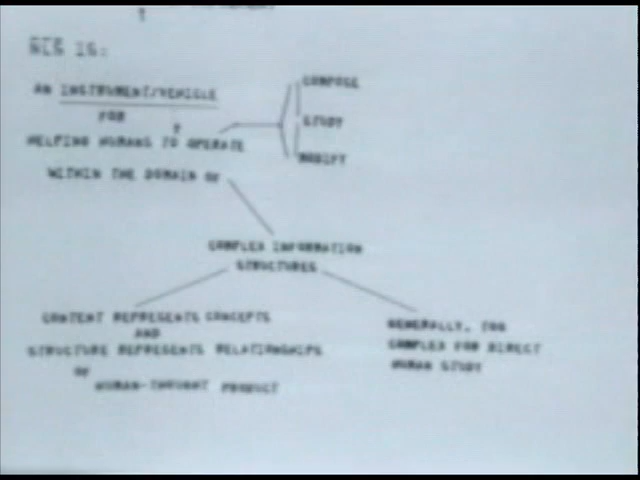 IS:
AN INSTRUMENT/VEHICLE
FOR
HELPING HUMANS TO OPERATE
COMPOSE
STUDY
MODIFY
WITHIN THE DOMAIN OF
COMPLEX INFORMATION
STRUCTURES
CONTENT REPRESENTS CONCEPTS
AND
STRUCTURE REPRESENTS RELATIONSHIPS
OF
HUMAN-THOUGHT PRODUCT
GENERALLY, TOO
COMPLEX FOR DIRECT
HUMAN STUDY